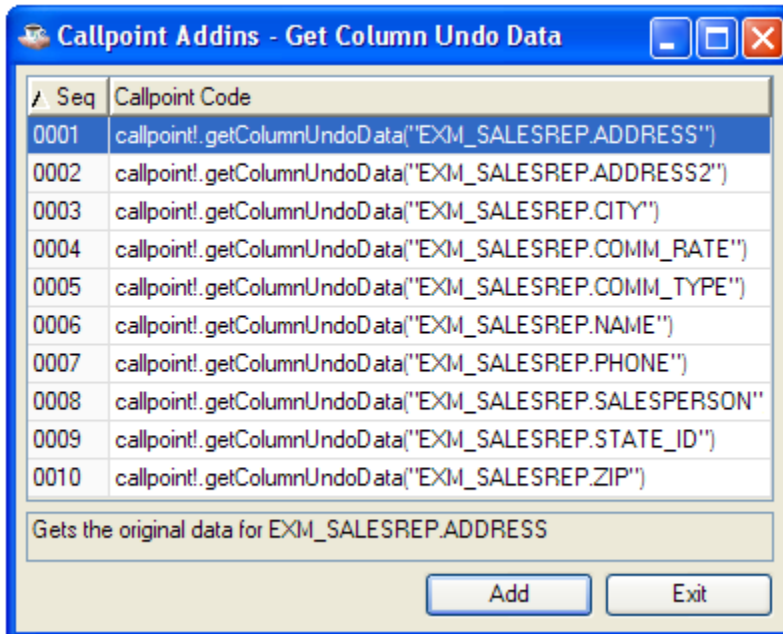 Callpoint Addins - Get Column Undo Data
Seq Callpoint Code
0001 callpoint!.getColumnUndoData("EXM_SALESREP.ADDRESS")
0002 callpoint!.getColumnUndoData("EXM_SALESREP.ADDRESS2")
0003 callpoint!.getColumnUndoData("EXM_SALESREP.CITY")
0004 callpoint!.getColumnUndoData("EXM_SALESREP.COMM_RATE")
0005 callpoint!.getColumnUndoData("EXM_SALESREP.COMM_TYPE")
0006 callpoint!.getColumnUndoData("EXM_SALESREP.NAME")
0007 callpoint!.getColumnUndoData("EXM_SALESREP.PHONE")
0008 callpoint!.getColumnUndoData("EXM_SALESREP.SALESPERSON"
0009 callpoint!.getColumnUndoData("EXM_SALESREP.STATE_ID")
0010 callpoint!.getColumnUndoData("EXM_SALESREP.ZIP")
Gets the original data for EXM_SALESREP.ADDRESS
Add Exit